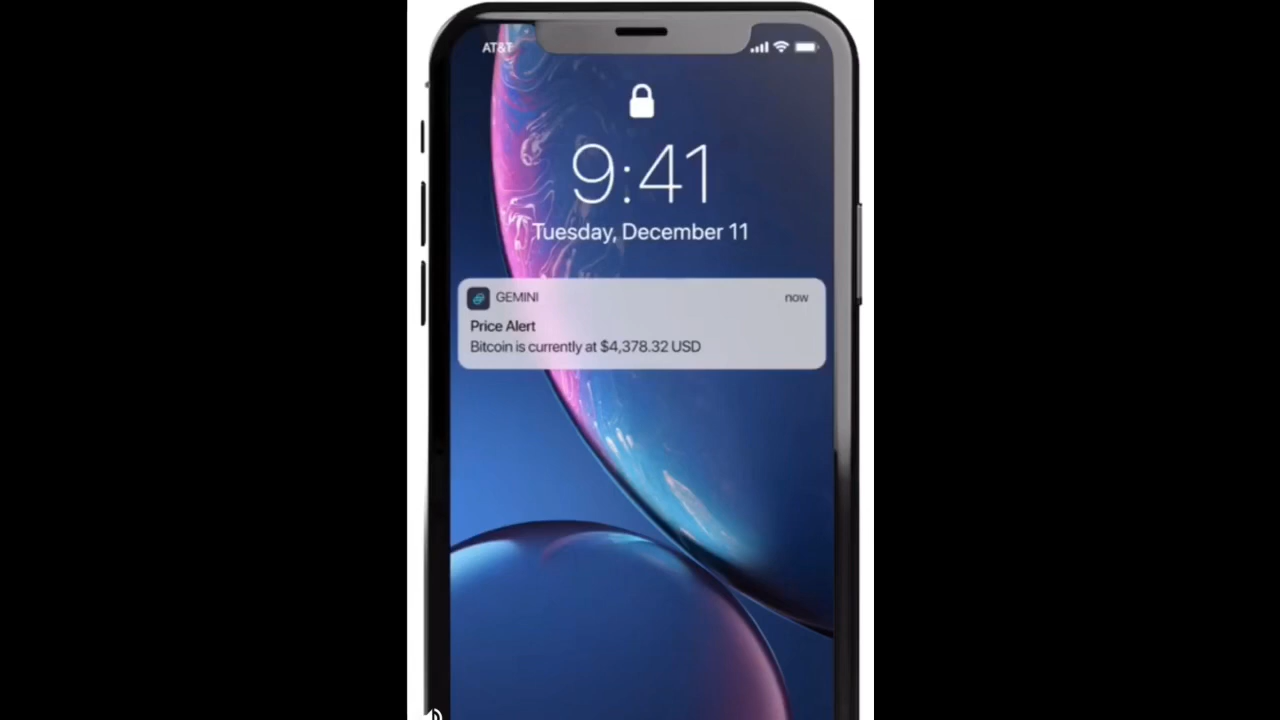 AT&T
9:41
Tuesday, December 11
GEMINI now
Price Alert
Bitcoin is currently at $4,378.32 USD